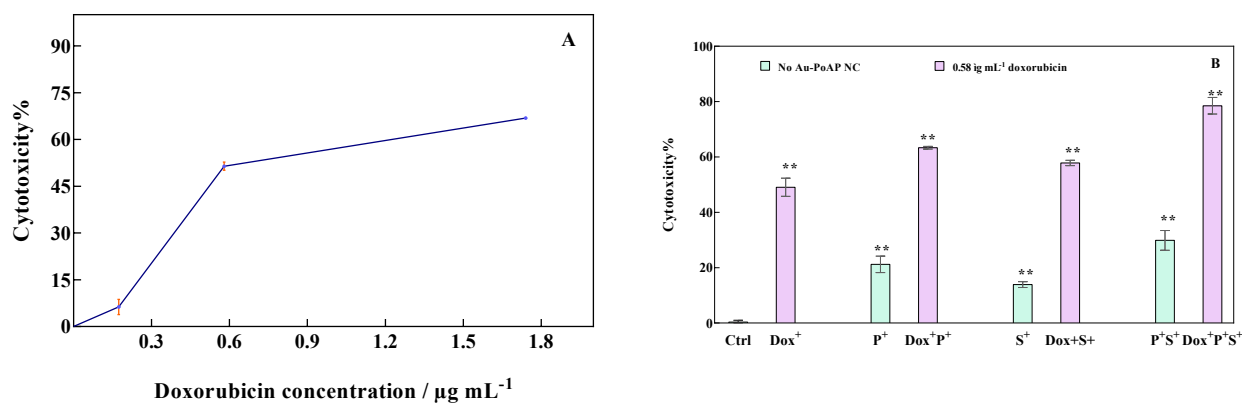 A
90
75
60
45
30
15
0
Cytotoxicity%
0.3 0.6 0.9 1.2 1.5 1.8
Doxorubicin concentration / µg mL⁻¹
B
No Au-PoAP NC 0.58 ìg mL⁻¹ doxorubicin
100
80
60
40
20
0
Cytotoxicity%
**
**
**
**
**
**
**
Ctrl Dox⁺ P⁺ Dox⁺P⁺ S⁺ Dox+S+ P⁺S⁺ Dox⁺P⁺S⁺